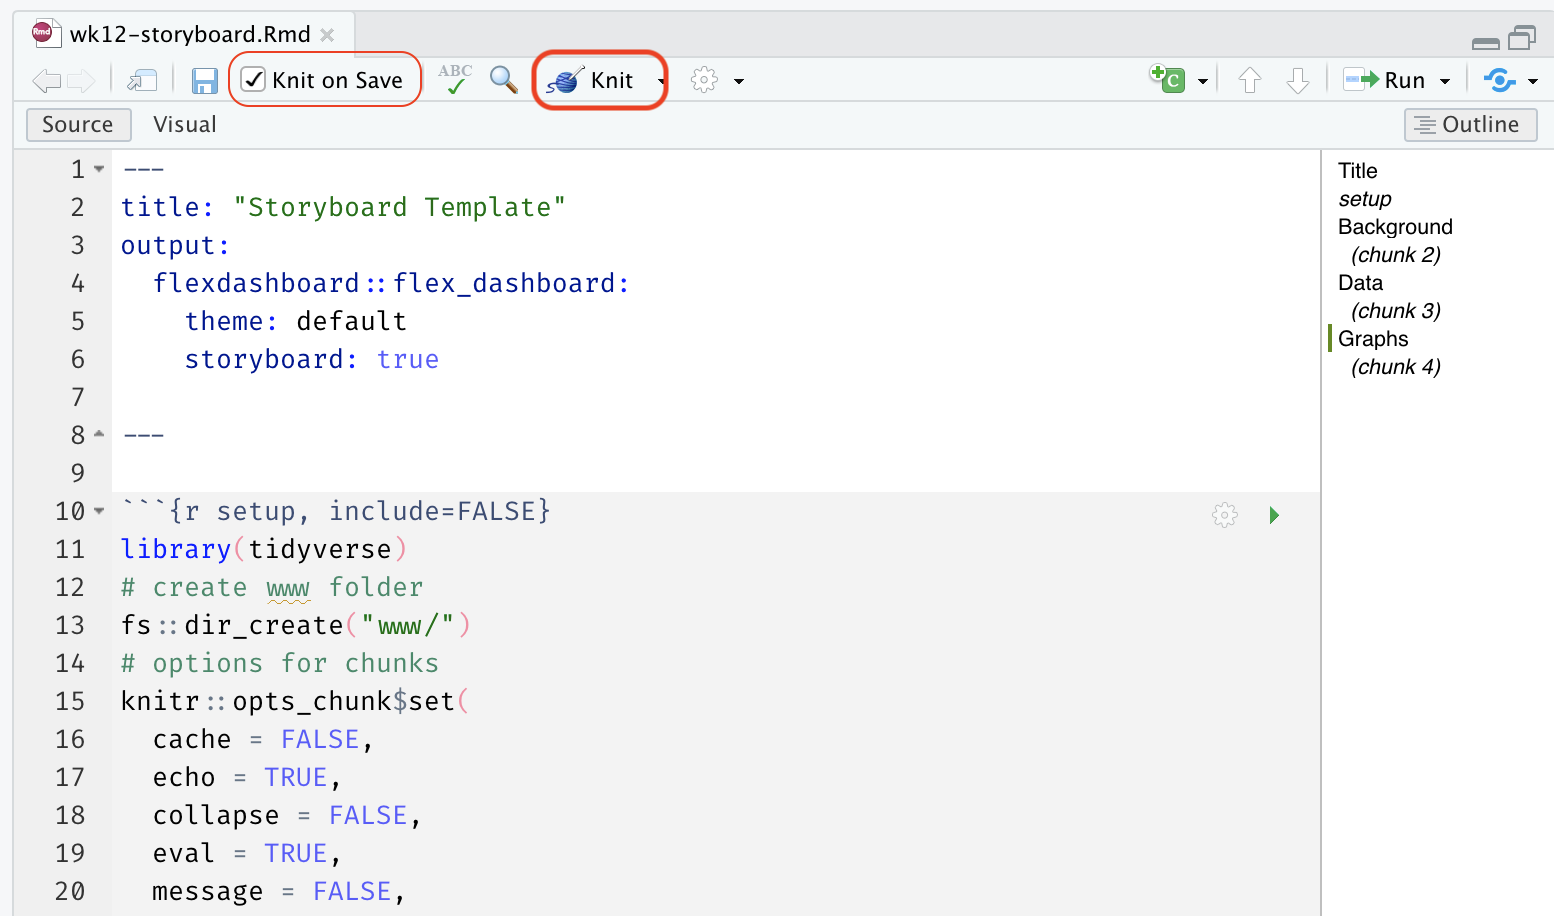 Rmd wk12-storyboard.Rmd
Knit on Save ABC Knit C Run
Source Visual Outline
1 ---
2 title: "Storyboard Template"
3 output:
4   flexdashboard::flex_dashboard:
5     theme: default
6     storyboard: true
7
8 ---
9
10 ```{r setup, include=FALSE}
11 library(tidyverse)
12 # create www folder
13 fs::dir_create("www/")
14 # options for chunks
15 knitr::opts_chunk$set(
16   cache = FALSE,
17   echo = TRUE,
18   collapse = FALSE,
19   eval = TRUE,
20   message = FALSE,
Title
setup
Background
(chunk 2)
Data
(chunk 3)
Graphs
(chunk 4)